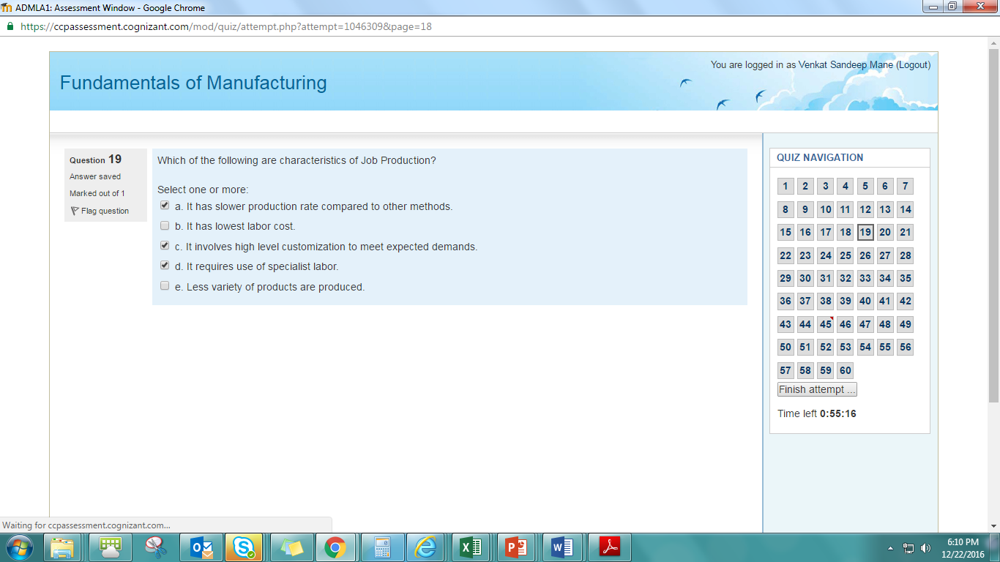 ADMLA1: Assessment Window - Google Chrome
https://ccpassessment.cognizant.com/mod/quiz/attempt.php?attempt=1046309&page=18
You are logged in as Venkat Sandeep Mane (Logout)
Fundamentals of Manufacturing
Question 19
Answer saved
Marked out of 1
Flag question
Which of the following are characteristics of Job Production?
Select one or more:
a. It has slower production rate compared to other methods.
b. It has lowest labor cost.
c. It involves high level customization to meet expected demands.
d. It requires use of specialist labor.
e. Less variety of products are produced.
QUIZ NAVIGATION
1 2 3 4 5 6 7
8 9 10 11 12 13 14
15 16 17 18 19 20 21
22 23 24 25 26 27 28
29 30 31 32 33 34 35
36 37 38 39 40 41 42
43 44 45 46 47 48 49
50 51 52 53 54 55 56
57 58 59 60
Finish attempt ...
Time left 0:55:16
Waiting for ccpassessment.cognizant.com...
6:10 PM
12/22/2016